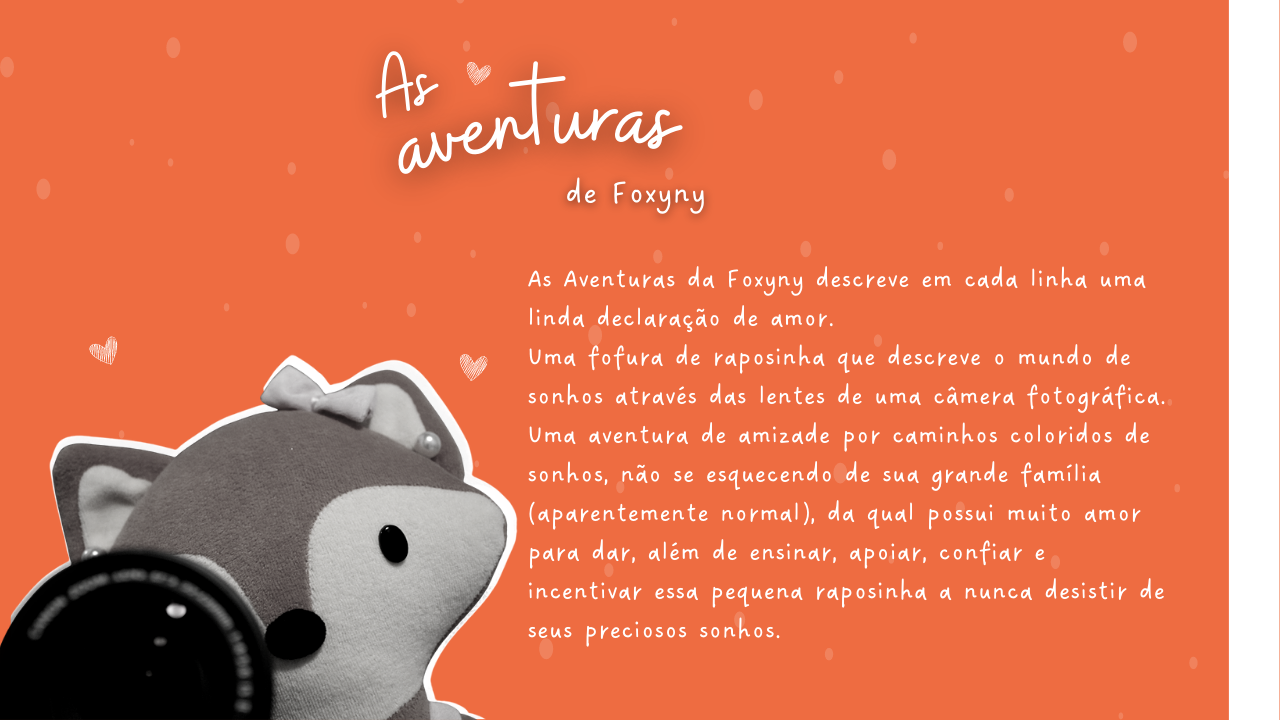 As
aventuras
de Foxyny
As Aventuras da Foxyny descreve em cada linha uma
linda declaração de amor.
Uma fofura de raposinha que descreve o mundo de
sonhos através das lentes de uma câmera fotográfica.
Uma aventura de amizade por caminhos coloridos de
sonhos, não se esquecendo de sua grande família
(aparentemente normal), da qual possui muito amor
para dar, além de ensinar, apoiar, confiar e
incentivar essa pequena raposinha a nunca desistir de
seus preciosos sonhos.